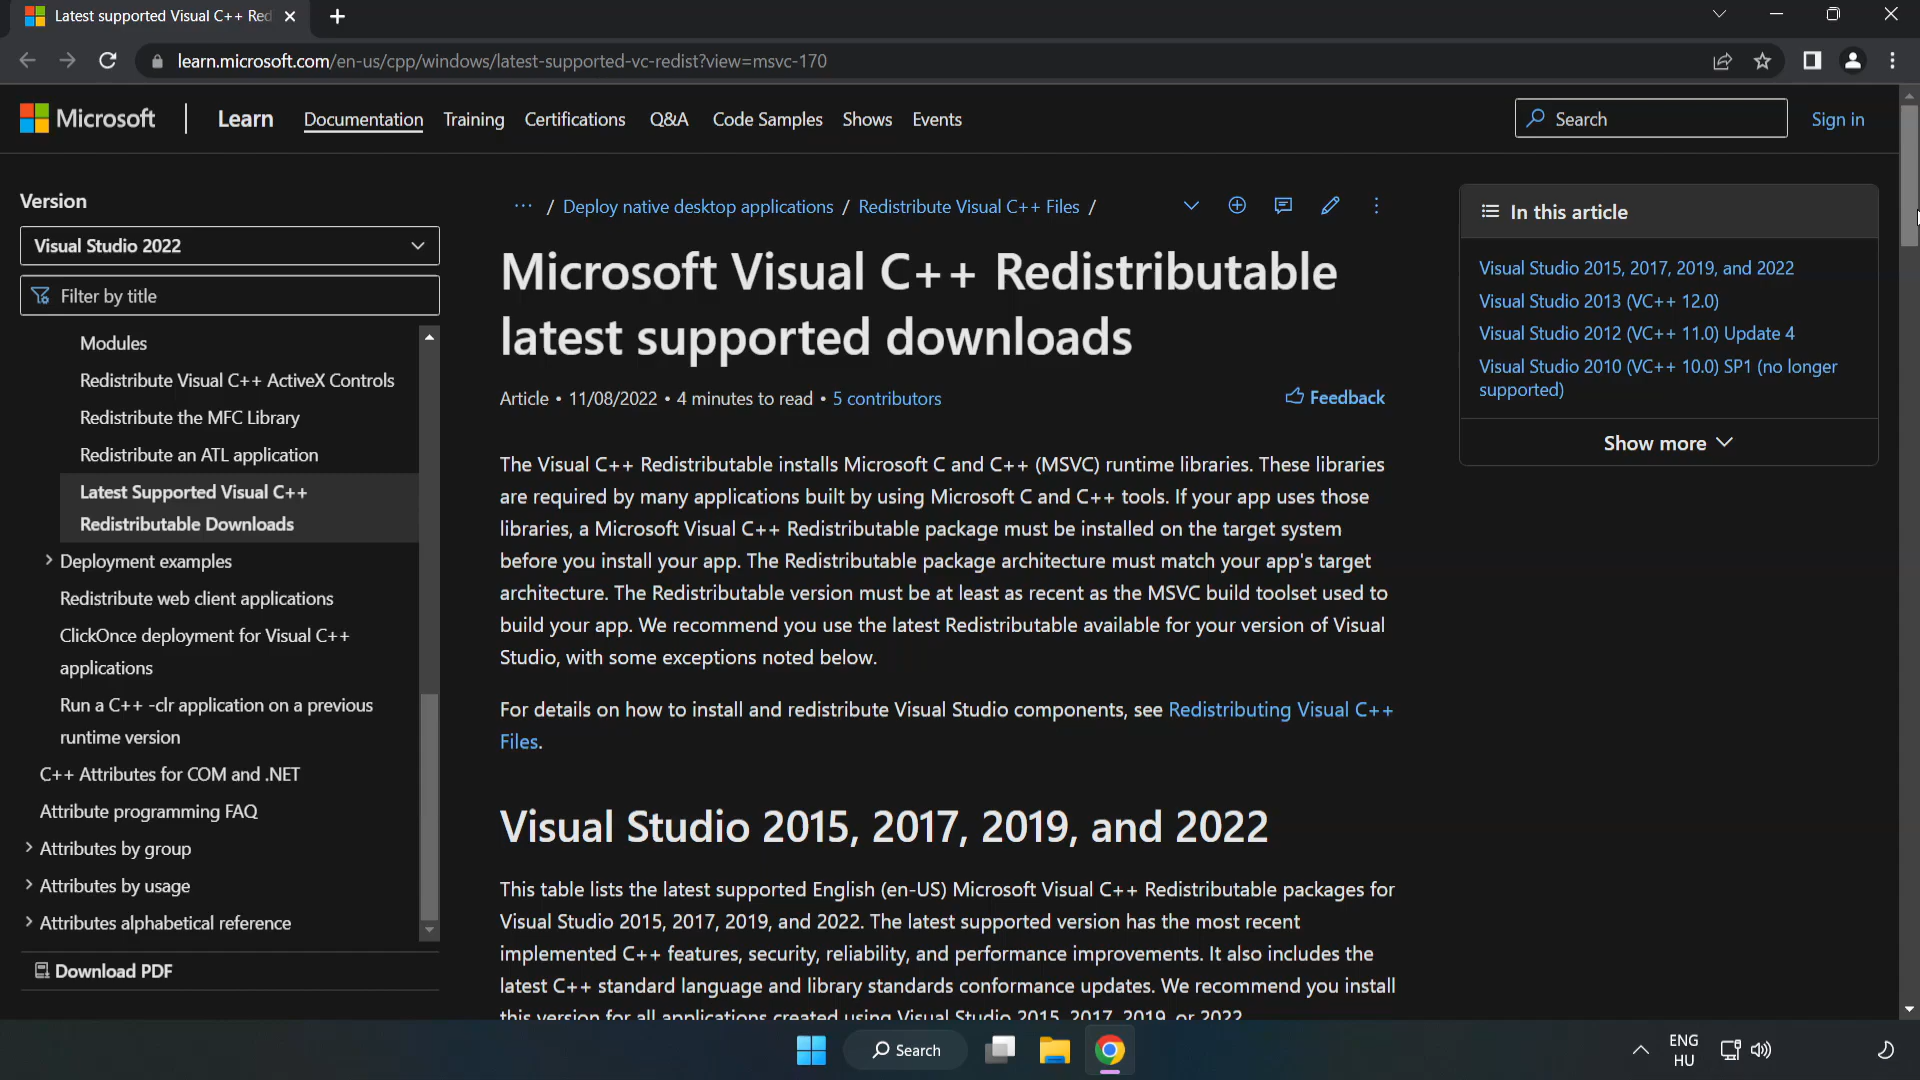 Latest supported Visual C++ Red
learn.microsoft.com/en-us/cpp/windows/latest-supported-vc-redist?view=msvc-170
Microsoft
Learn
Documentation
Training
Certifications
Q&A
Code Samples
Shows
Events
Search
Sign in
Version
Visual Studio 2022
Filter by title
Modules
Redistribute Visual C++ ActiveX Controls
Redistribute the MFC Library
Redistribute an ATL application
Latest Supported Visual C++
Redistributable Downloads
Deployment examples
Redistribute web client applications
ClickOnce deployment for Visual C++
applications
Run a C++ -clr application on a previous
runtime version
C++ Attributes for COM and .NET
Attribute programming FAQ
Attributes by group
Attributes by usage
Attributes alphabetical reference
Download PDF
··· / Deploy native desktop applications / Redistribute Visual C++ Files /
Microsoft Visual C++ Redistributable
latest supported downloads
Article • 11/08/2022 • 4 minutes to read • 5 contributors
Feedback
The Visual C++ Redistributable installs Microsoft C and C++ (MSVC) runtime libraries. These libraries
are required by many applications built by using Microsoft C and C++ tools. If your app uses those
libraries, a Microsoft Visual C++ Redistributable package must be installed on the target system
before you install your app. The Redistributable package architecture must match your app's target
architecture. The Redistributable version must be at least as recent as the MSVC build toolset used to
build your app. We recommend you use the latest Redistributable available for your version of Visual
Studio, with some exceptions noted below.
For details on how to install and redistribute Visual Studio components, see Redistributing Visual C++
Files.
Visual Studio 2015, 2017, 2019, and 2022
This table lists the latest supported English (en-US) Microsoft Visual C++ Redistributable packages for
Visual Studio 2015, 2017, 2019, and 2022. The latest supported version has the most recent
implemented C++ features, security, reliability, and performance improvements. It also includes the
latest C++ standard language and library standards conformance updates. We recommend you install
this version for all applications created using Visual Studio 2015, 2017, 2019, or 2022.
In this article
Visual Studio 2015, 2017, 2019, and 2022
Visual Studio 2013 (VC++ 12.0)
Visual Studio 2012 (VC++ 11.0) Update 4
Visual Studio 2010 (VC++ 10.0) SP1 (no longer
supported)
Show more
Search
ENG
HU